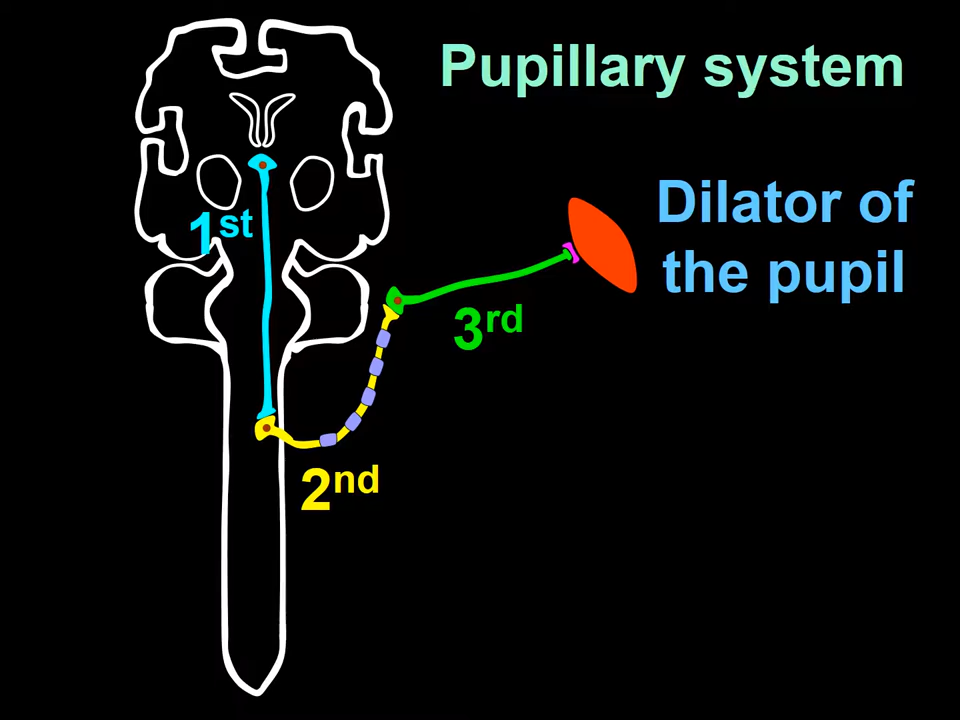 Pupillary system
Dilator of
the pupil
1st
3rd
2nd